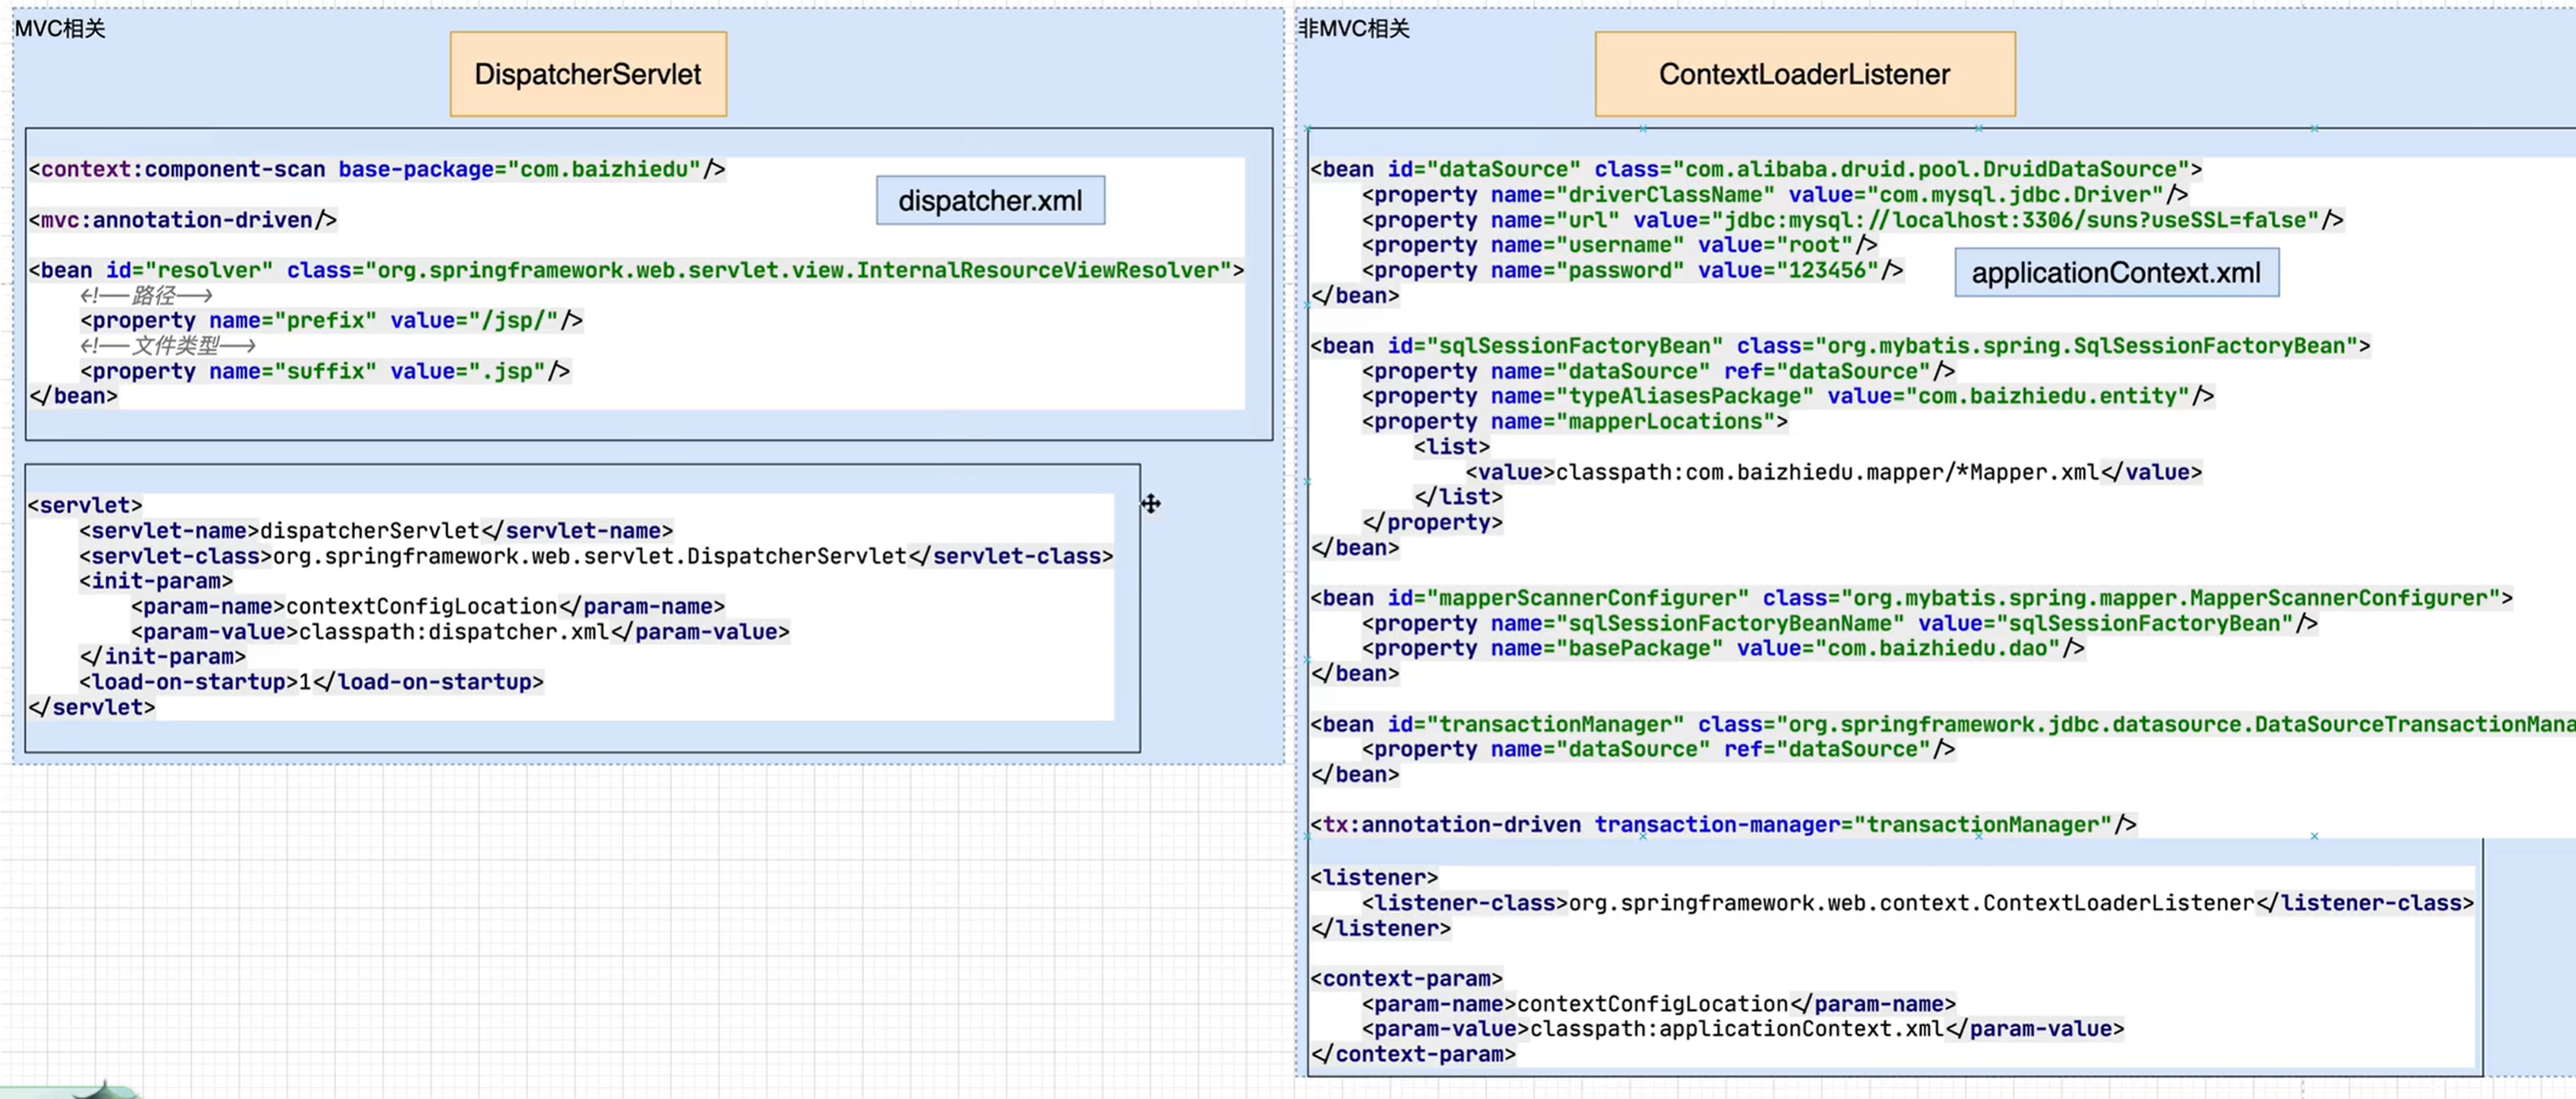 MVC相关
DispatcherServlet
<context:component-scan base-package="com.baizhiedu"/>
dispatcher.xml
<mvc:annotation-driven/>
<bean id="resolver" class="org.springframework.web.servlet.view.InternalResourceViewResolver">
<!--路径-->
<property name="prefix" value="/jsp/"/>
<!--文件类型-->
<property name="suffix" value=".jsp"/>
</bean>
<servlet>
<servlet-name>dispatcherServlet</servlet-name>
<servlet-class>org.springframework.web.servlet.DispatcherServlet</servlet-class>
<init-param>
<param-name>contextConfigLocation</param-name>
<param-value>classpath:dispatcher.xml</param-value>
</init-param>
<load-on-startup>1</load-on-startup>
</servlet>
非MVC相关
ContextLoaderListener
<bean id="dataSource" class="com.alibaba.druid.pool.DruidDataSource">
<property name="driverClassName" value="com.mysql.jdbc.Driver"/>
<property name="url" value="jdbc:mysql://localhost:3306/suns?useSSL=false"/>
<property name="username" value="root"/>
<property name="password" value="123456"/>
applicationContext.xml
</bean>
<bean id="sqlSessionFactoryBean" class="org.mybatis.spring.SqlSessionFactoryBean">
<property name="dataSource" ref="dataSource"/>
<property name="typeAliasesPackage" value="com.baizhiedu.entity"/>
<property name="mapperLocations">
<list>
<value>classpath:com.baizhiedu.mapper/*Mapper.xml</value>
</list>
</property>
</bean>
<bean id="mapperScannerConfigurer" class="org.mybatis.spring.mapper.MapperScannerConfigurer">
<property name="sqlSessionFactoryBeanName" value="sqlSessionFactoryBean"/>
<property name="basePackage" value="com.baizhiedu.dao"/>
</bean>
<bean id="transactionManager" class="org.springframework.jdbc.datasource.DataSourceTransactionMana
<property name="dataSource" ref="dataSource"/>
</bean>
<tx:annotation-driven transaction-manager="transactionManager"/>
<listener>
<listener-class>org.springframework.web.context.ContextLoaderListener</listener-class>
</listener>
<context-param>
<param-name>contextConfigLocation</param-name>
<param-value>classpath:applicationContext.xml</param-value>
</context-param>